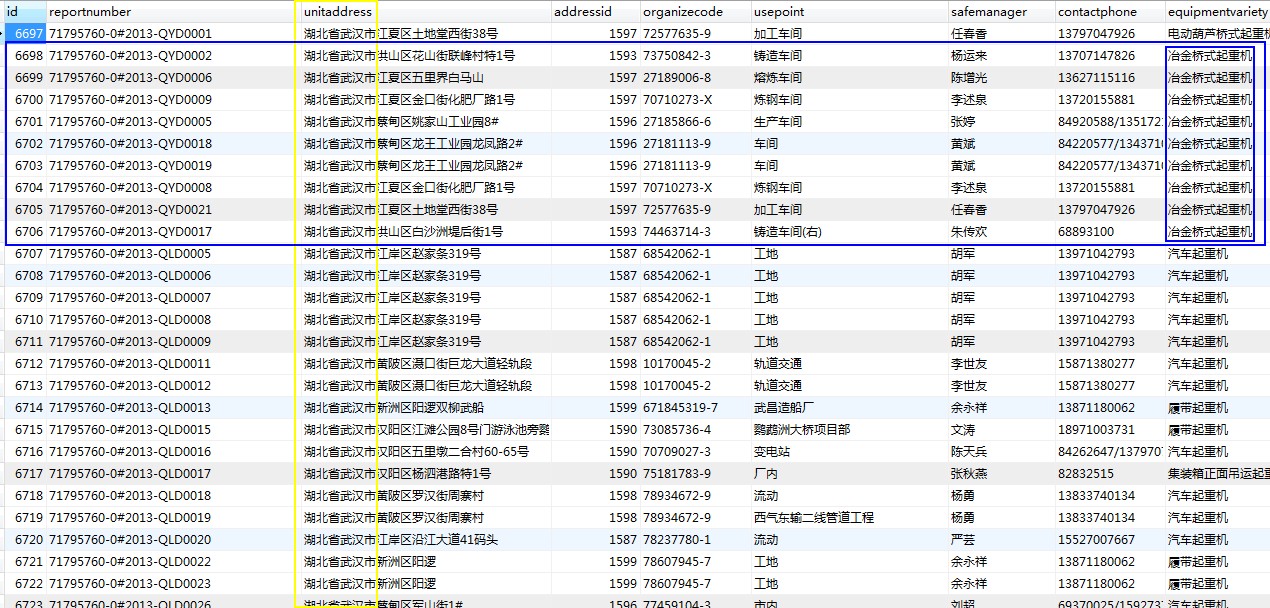 id reportnumber unitaddress addressid organizecode usepoint safemanager contactphone equipmentvariety
6697 71795760-0#2013-QYD0001 湖北省武汉市江夏区土地堂西街38号 1597 72577635-9 加工车间 任春香 13797047926 电动葫芦桥式起重机
6698 71795760-0#2013-QYD0002 湖北省武汉市洪山区花山街联峰村特1号 1593 73750842-3 铸造车间 杨运来 13707147826 冶金桥式起重机
6699 71795760-0#2013-QYD0006 湖北省武汉市江夏区五里界白马山 1597 27189006-8 熔炼车间 陈增光 13627115116 冶金桥式起重机
6700 71795760-0#2013-QYD0009 湖北省武汉市江夏区金口街化肥厂路1号 1597 70710273-X 炼钢车间 李述泉 13720155881 冶金桥式起重机
6701 71795760-0#2013-QYD0005 湖北省武汉市蔡甸区姚家山工业园8# 1596 27185866-6 生产车间 张婷 84920588/135172 冶金桥式起重机
6702 71795760-0#2013-QYD0018 湖北省武汉市蔡甸区龙王工业园龙凤路2# 1596 27181113-9 车间 黄斌 84220577/134371 冶金桥式起重机
6703 71795760-0#2013-QYD0019 湖北省武汉市蔡甸区龙王工业园龙凤路2# 1596 27181113-9 车间 黄斌 84220577/134371 冶金桥式起重机
6704 71795760-0#2013-QYD0008 湖北省武汉市江夏区金口街化肥厂路1号 1597 70710273-X 炼钢车间 李述泉 13720155881 冶金桥式起重机
6705 71795760-0#2013-QYD0021 湖北省武汉市江夏区土地堂西街38号 1597 72577635-9 加工车间 任春香 13797047926 冶金桥式起重机
6706 71795760-0#2013-QYD0017 湖北省武汉市洪山区白沙洲堤后街1号 1593 74463714-3 铸造车间(右) 朱传欢 68893100 冶金桥式起重机
6707 71795760-0#2013-QLD0005 湖北省武汉市江岸区赵家条319号 1587 68542062-1 工地 胡军 13971042793 汽车起重机
6708 71795760-0#2013-QLD0006 湖北省武汉市江岸区赵家条319号 1587 68542062-1 工地 胡军 13971042793 汽车起重机
6709 71795760-0#2013-QLD0007 湖北省武汉市江岸区赵家条319号 1587 68542062-1 工地 胡军 13971042793 汽车起重机
6710 71795760-0#2013-QLD0008 湖北省武汉市江岸区赵家条319号 1587 68542062-1 工地 胡军 13971042793 汽车起重机
6711 71795760-0#2013-QLD0009 湖北省武汉市江岸区赵家条319号 1587 68542062-1 工地 胡军 13971042793 汽车起重机
6712 71795760-0#2013-QLD0011 湖北省武汉市黄陂区滠口街巨龙大道轻轨段 1598 10170045-2 轨道交通 李世友 15871380277 汽车起重机
6713 71795760-0#2013-QLD0012 湖北省武汉市黄陂区滠口街巨龙大道轻轨段 1598 10170045-2 轨道交通 李世友 15871380277 汽车起重机
6714 71795760-0#2013-QLD0013 湖北省武汉市新洲区阳逻双柳武船 1599 671845319-7 武昌造船厂 余永祥 13871180062 履带起重机
6715 71795760-0#2013-QLD0015 湖北省武汉市汉阳区江滩公园8号门游泳池旁鹦 1590 73085736-4 鹦鹉洲大桥项目部 文涛 18971003731 履带起重机
6716 71795760-0#2013-QLD0016 湖北省武汉市汉阳区五里墩二合村60-65号 1590 70709027-3 变电站 陈天兵 84262647/139707 汽车起重机
6717 71795760-0#2013-QLD0017 湖北省武汉市汉阳区杨泗港路特1号 1590 75181783-9 厂内 张秋燕 82832515 集装箱正面吊运起重
6718 71795760-0#2013-QLD0018 湖北省武汉市黄陂区罗汉街周寨村 1598 78934672-9 流动 杨勇 13833740134 汽车起重机
6719 71795760-0#2013-QLD0019 湖北省武汉市黄陂区罗汉街周寨村 1598 78934672-9 西气东输二线管道工程 杨勇 13833740134 汽车起重机
6720 71795760-0#2013-QLD0020 湖北省武汉市江岸区沿江大道41码头 1587 78237780-1 流动 严芸 15527007667 汽车起重机
6721 71795760-0#2013-QLD0022 湖北省武汉市新洲区阳逻 1599 78607945-7 工地 余永祥 13871180062 履带起重机
6722 71795760-0#2013-QLD0023 湖北省武汉市新洲区阳逻 1599 78607945-7 工地 余永祥 13871180062 履带起重机
6723 71795760-0#2013-QLD0026 湖北省武汉市蔡甸区军山街1# 1596 77459104-3 市内 刘超 69370025/159273 汽车起重机